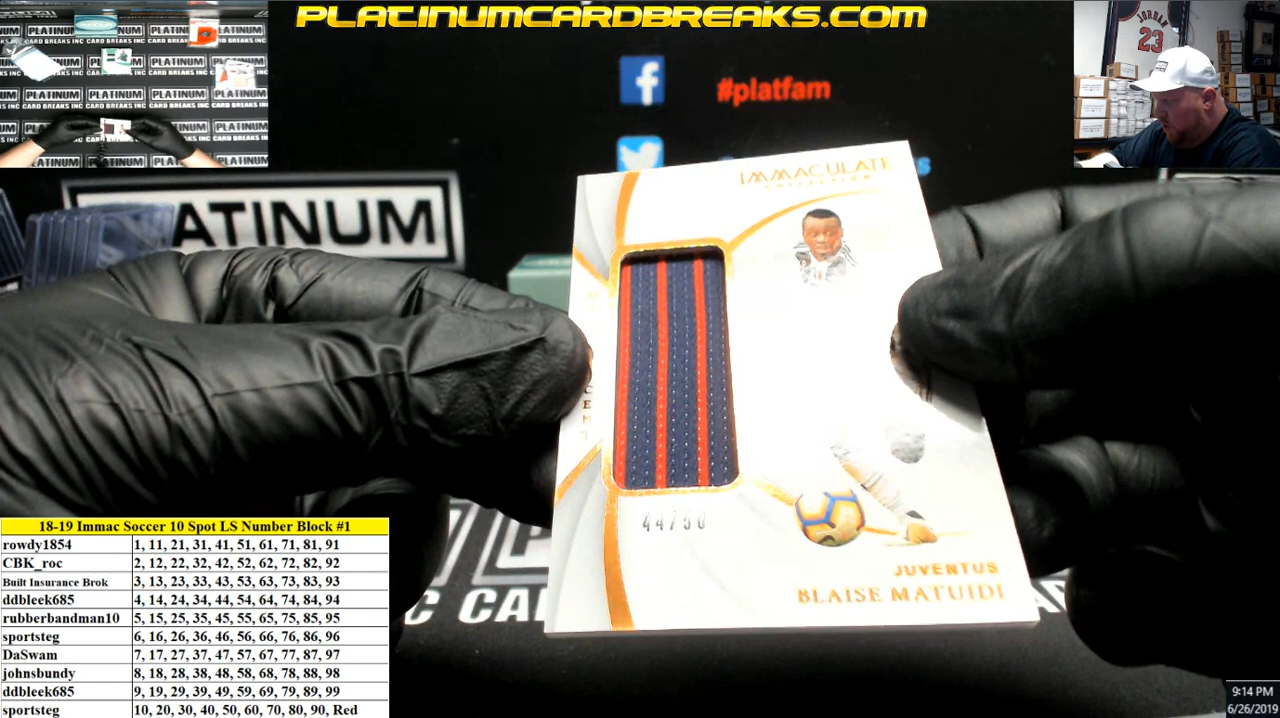 PLATINUMCARDBREAKS.COM
#platfam
JORDAN
23
PLATINUM
IMMACULATE
COLLECTION
44/50
JUVENTUS
BLAISE MATUIDI
18-19 Immac Soccer 10 Spot LS Number Block #1
rowdy1854 1, 11, 21, 31, 41, 51, 61, 71, 81, 91
CBK_roc 2, 12, 22, 32, 42, 52, 62, 72, 82, 92
Built Insurance Brok 3, 13, 23, 33, 43, 53, 63, 73, 83, 93
ddbleek685 4, 14, 24, 34, 44, 54, 64, 74, 84, 94
rubberbandman10 5, 15, 25, 35, 45, 55, 65, 75, 85, 95
sportsteg 6, 16, 26, 36, 46, 56, 66, 76, 86, 96
DaSwam 7, 17, 27, 37, 47, 57, 67, 77, 87, 97
johnsbundy 8, 18, 28, 38, 48, 58, 68, 78, 88, 98
ddbleek685 9, 19, 29, 39, 49, 59, 69, 79, 89, 99
sportsteg 10, 20, 30, 40, 50, 60, 70, 80, 90, Red
9:14 PM
6/26/2019